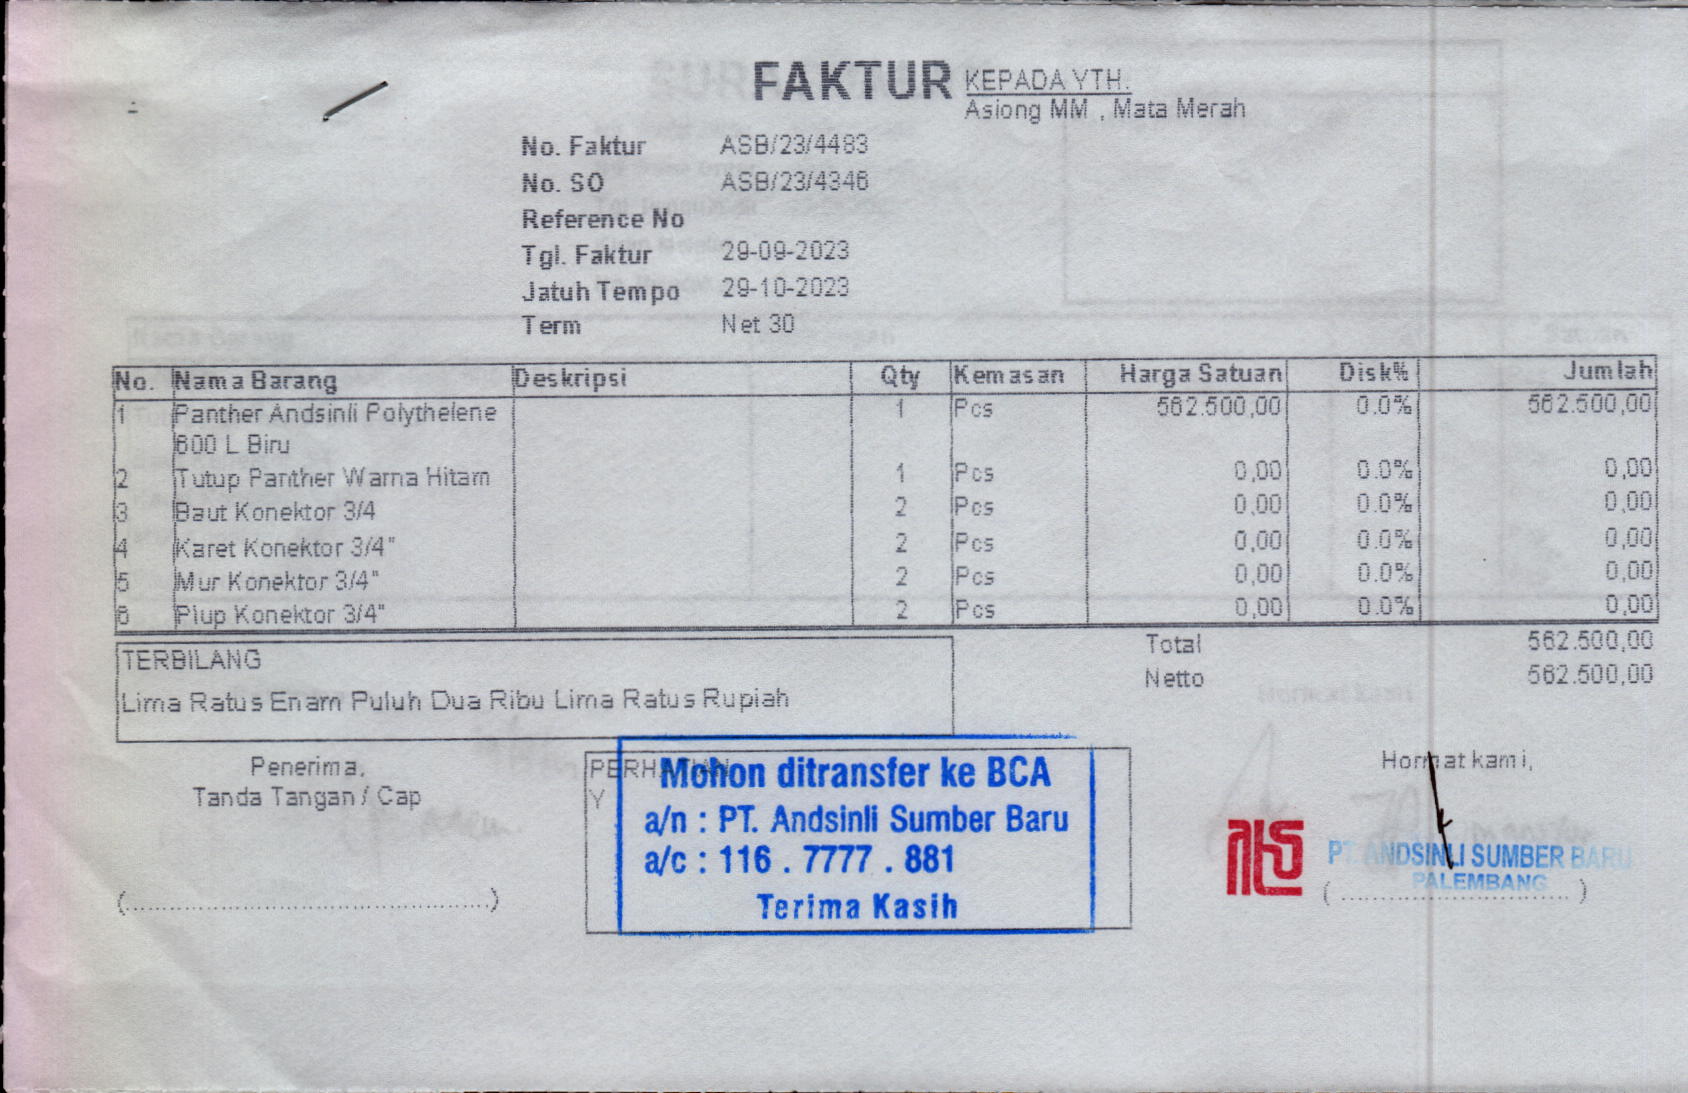 FAKTUR
KEPADA YTH.
Asiong MM , Mata Merah
No. Faktur ASB/23/4483
No. SO ASB/23/4346
Reference No
Tgl. Faktur 29-09-2023
Jatuh Tempo 29-10-2023
Term Net 30
No. Nama Barang Deskripsi Qty Kemasan Harga Satuan Disk% Jumlah
1 Panther Andsinli Polythelene 1 Pcs 562.500,00 0.0% 562.500,00
600 L Biru
2 Tutup Panther Warna Hitam 1 Pcs 0,00 0.0% 0,00
3 Baut Konektor 3/4 2 Pcs 0,00 0.0% 0,00
4 Karet Konektor 3/4" 2 Pcs 0,00 0.0% 0,00
5 Mur Konektor 3/4" 2 Pcs 0,00 0.0% 0,00
6 Plup Konektor 3/4" 2 Pcs 0,00 0.0% 0,00
Total 562.500,00
Netto 562.500,00
TERBILANG
Lima Ratus Enam Puluh Dua Ribu Lima Ratus Rupiah
Penerima,
Tanda Tangan / Cap
(..................................................)
PERHATIAN
Y
Mohon ditransfer ke BCA
a/n : PT. Andsinli Sumber Baru
a/c : 116 . 7777 . 881
Terima Kasih
Hormat kami,
PT. ANDSINLI SUMBER BARU
PALEMBANG
(................................)